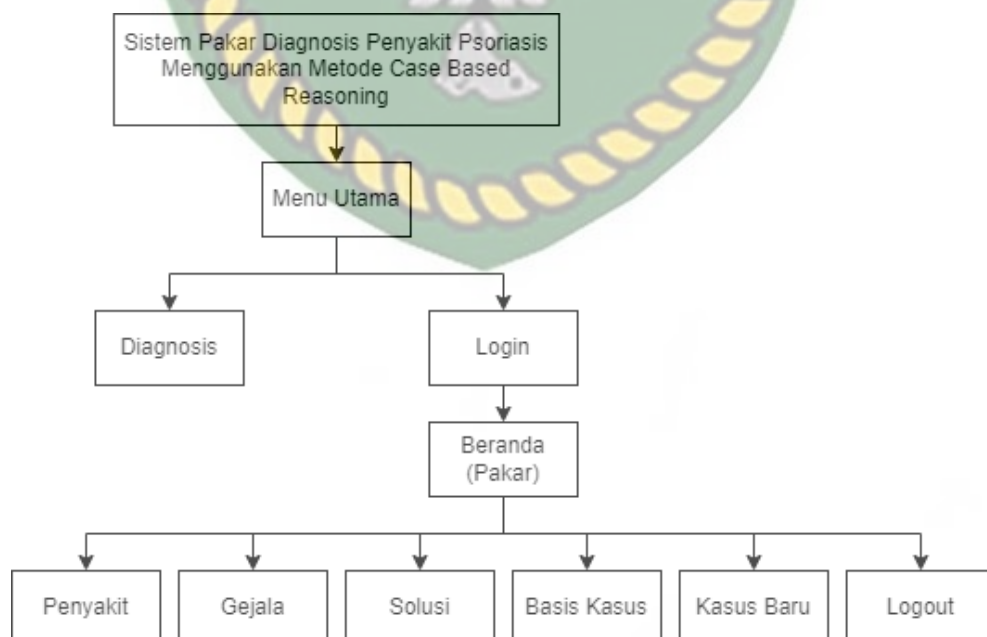 Sistem Pakar Diagnosis Penyakit Psoriasis
Menggunakan Metode Case Based
Reasoning
Menu Utama
Diagnosis
Login
Beranda
(Pakar)
Penyakit
Gejala
Solusi
Basis Kasus
Kasus Baru
Logout